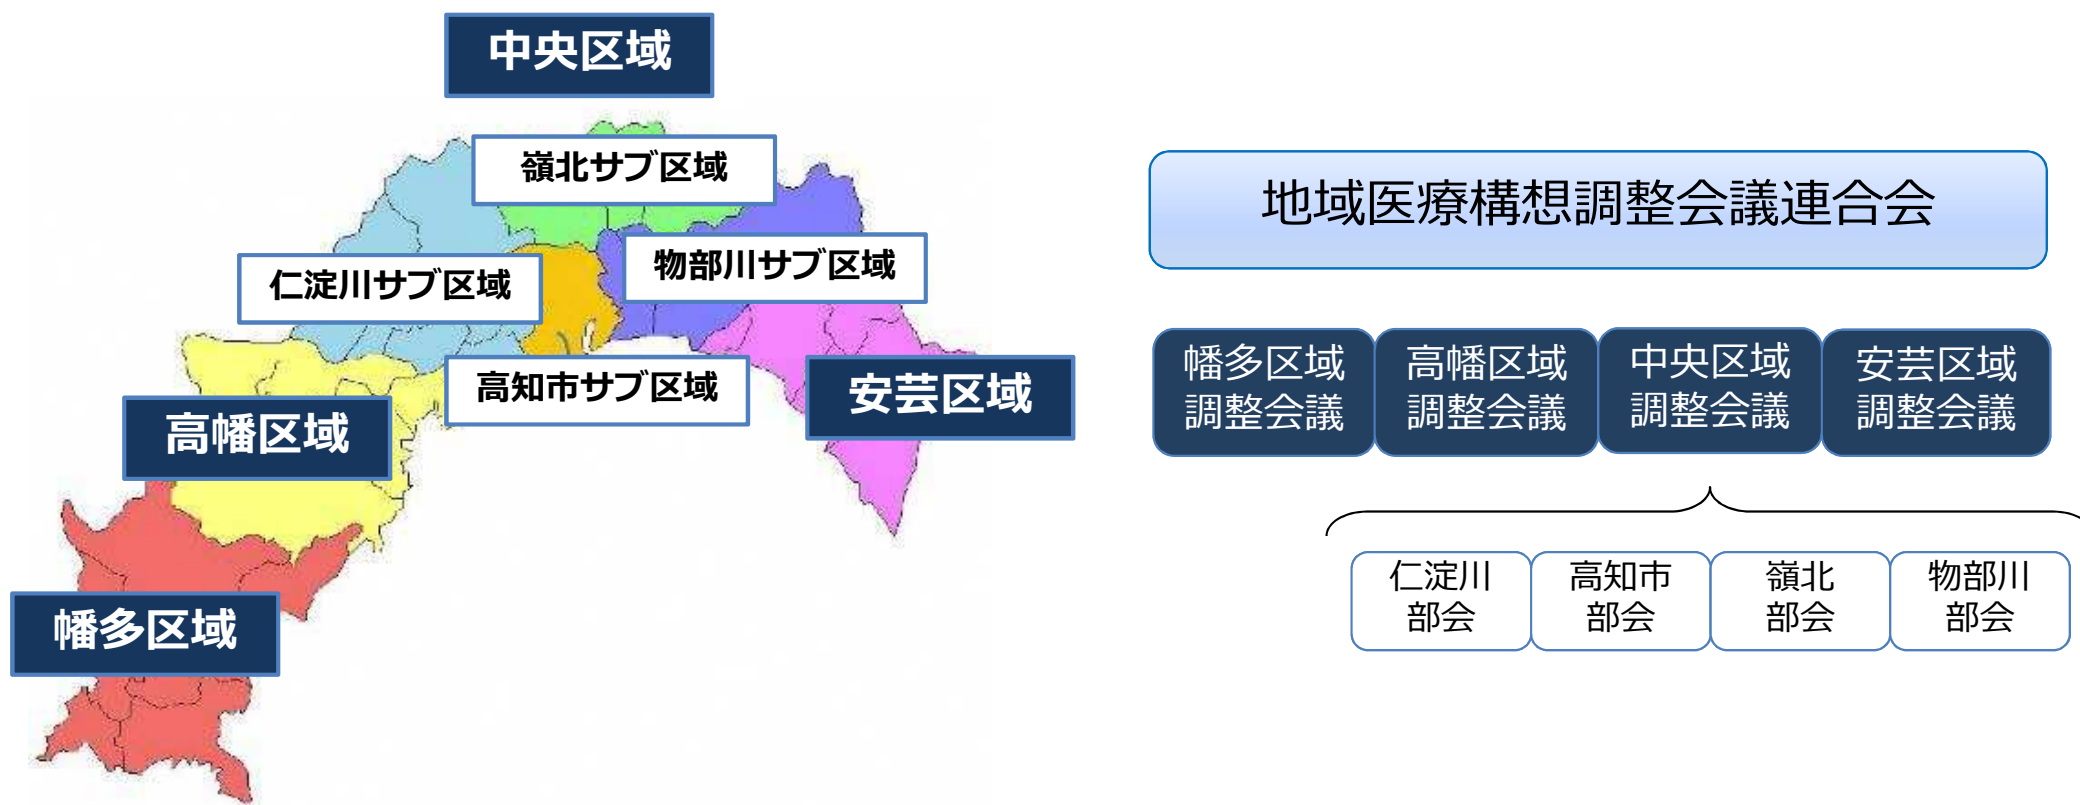 中央区域
嶺北サブ区域
物部川サブ区域
仁淀川サブ区域
高知市サブ区域
安芸区域
高幡区域
幡多区域
地域医療構想調整会議連合会
幡多区域
調整会議
高幡区域
調整会議
中央区域
調整会議
安芸区域
調整会議
仁淀川
部会
高知市
部会
嶺北
部会
物部川
部会